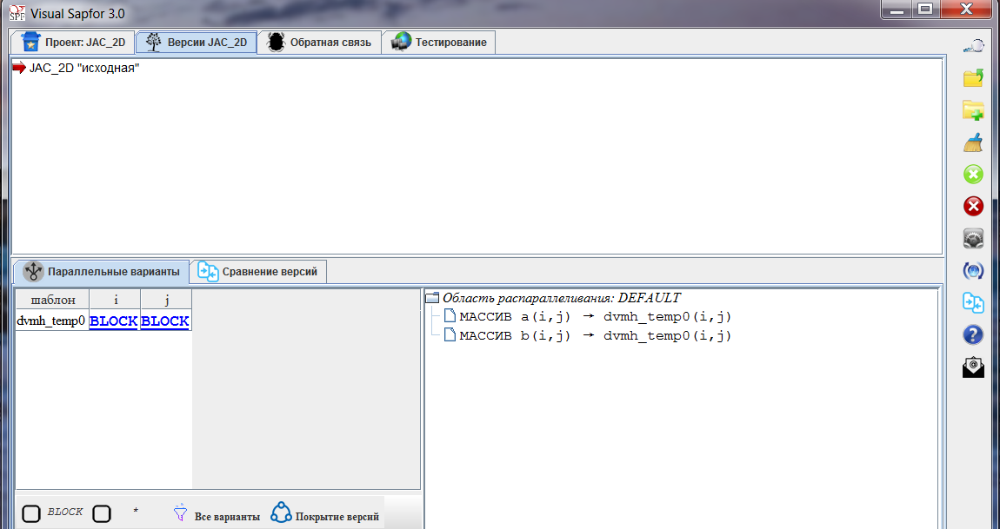 SPF Visual Sapfor 3.0
Проект: JAC_2D Версии JAC_2D Обратная связь Тестирование
JAC_2D "исходная"
Параллельные варианты Сравнение версий
шаблон i j
dvmh_temp0 BLOCK BLOCK
Область распараллеливания: DEFAULT
МАССИВ a(i,j) → dvmh_temp0(i,j)
МАССИВ b(i,j) → dvmh_temp0(i,j)
BLOCK * Все варианты Покрытие версий